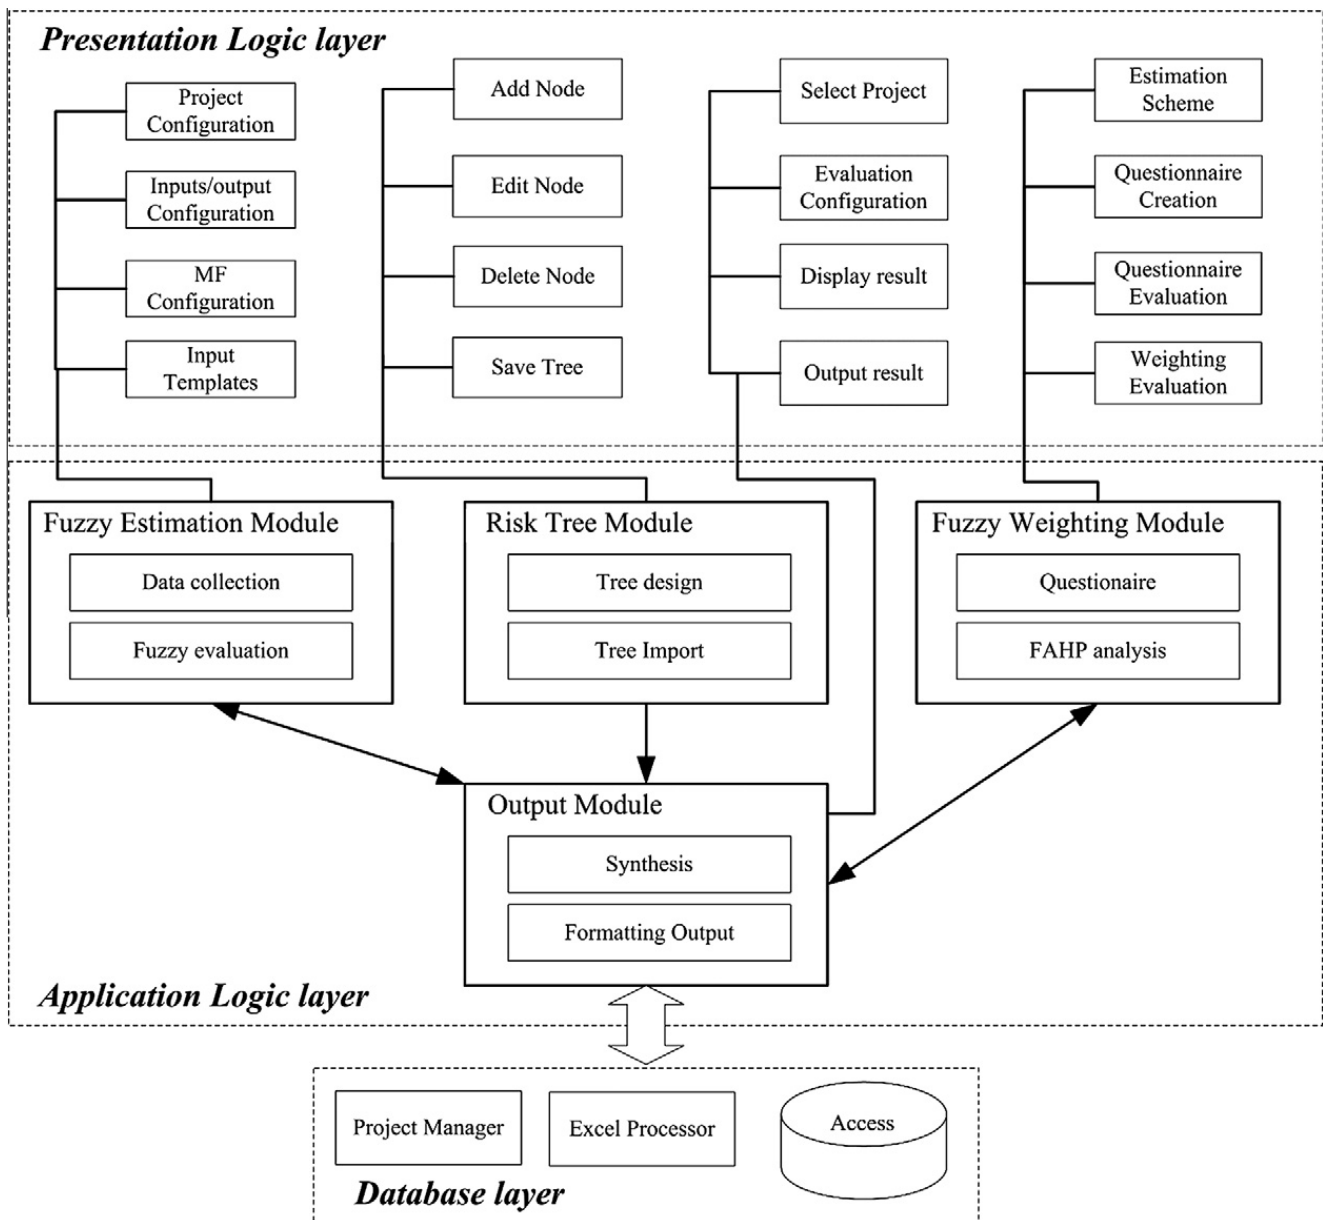 Presentation Logic layer
Project
Configuration
Inputs/output
Configuration
MF
Configuration
Input
Templates
Add Node
Edit Node
Delete Node
Save Tree
Select Project
Evaluation
Configuration
Display result
Output result
Estimation
Scheme
Questionnaire
Creation
Questionnaire
Evaluation
Weighting
Evaluation
Fuzzy Estimation Module
Data collection
Fuzzy evaluation
Risk Tree Module
Tree design
Tree Import
Fuzzy Weighting Module
Questionaire
FAHP analysis
Output Module
Synthesis
Formatting Output
Application Logic layer
Project Manager
Excel Processor
Access
Database layer